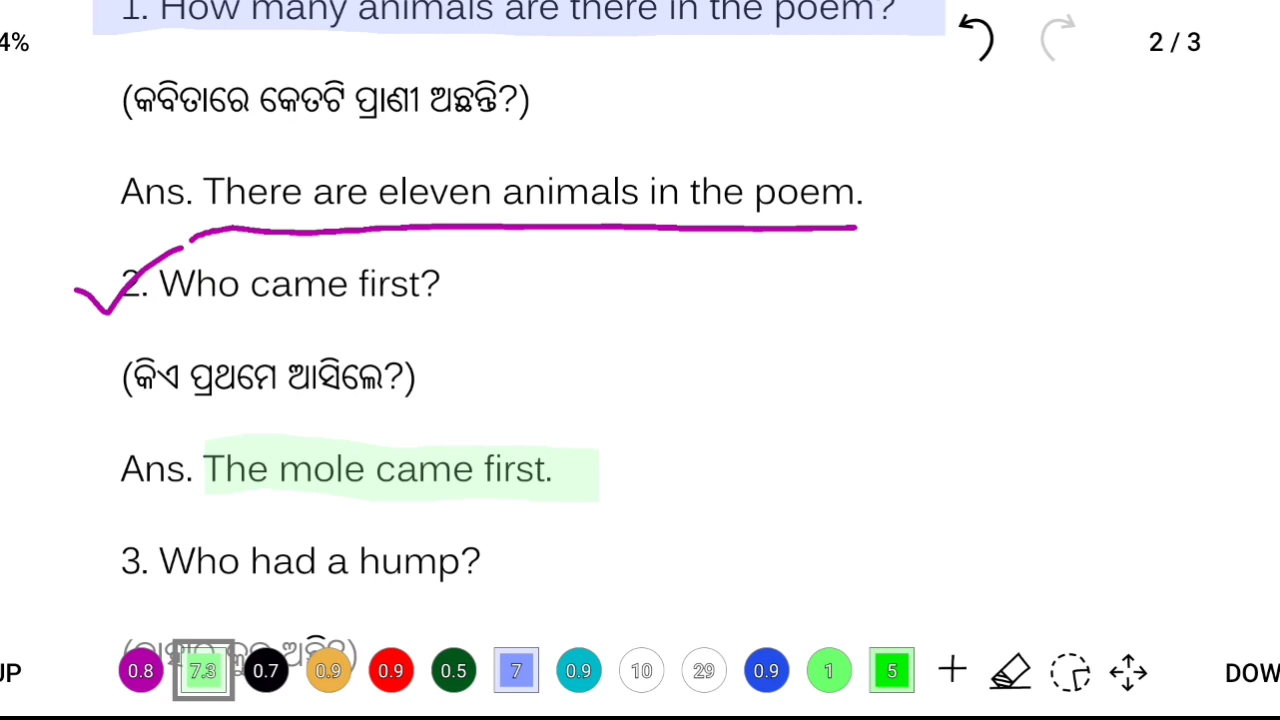 1. How many animals are there in the poem?
4%
2 / 3
(କବିତାରେ କେତଟି ପ୍ରାଣୀ ଅଛନ୍ତି?)
Ans. There are eleven animals in the poem.
2. Who came first?
(କିଏ ପ୍ରଥମେ ଆସିଲେ?)
Ans. The mole came first.
3. Who had a hump?
UP 0.8 7.3 0.7 0.9 0.9 0.5 7 0.9 10 29 0.9 1 5 DOW